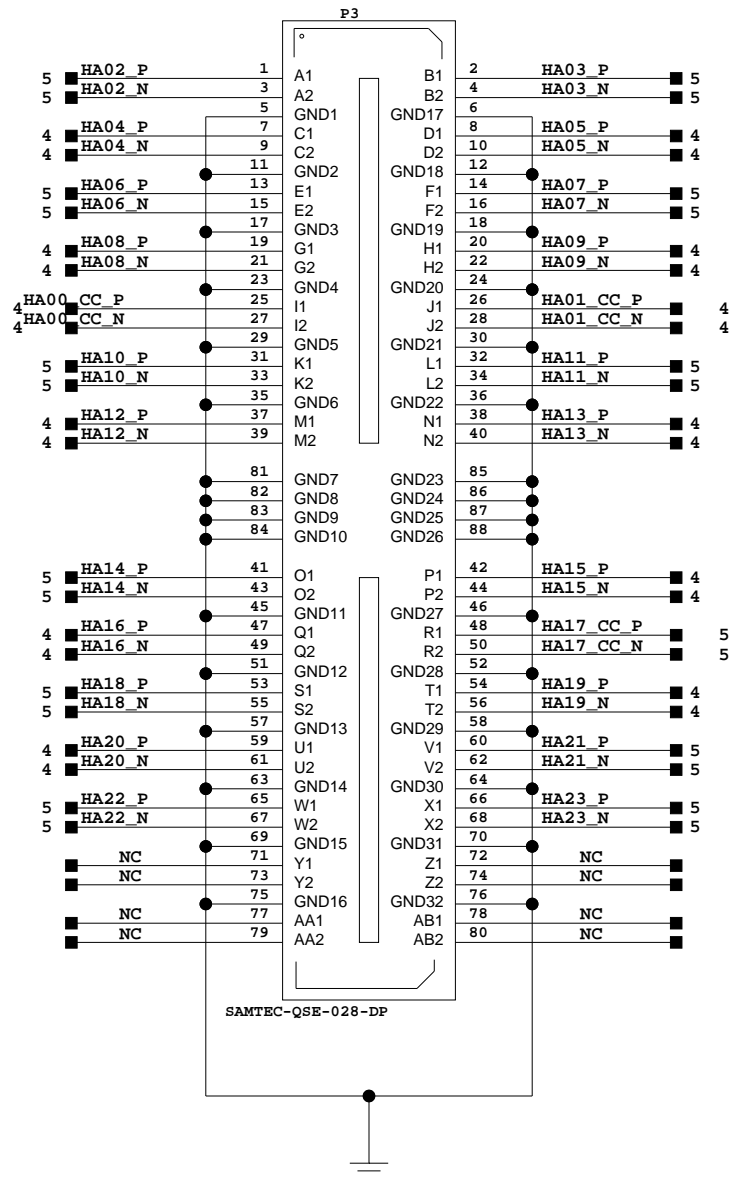 P3
5 HA02_P 1 A1 B1 2 HA03_P 5
5 HA02_N 3 A2 B2 4 HA03_N 5
5 GND1 GND17 6
4 HA04_P 7 C1 D1 8 HA05_P 4
4 HA04_N 9 C2 D2 10 HA05_N 4
11 GND2 GND18 12
5 HA06_P 13 E1 F1 14 HA07_P 5
5 HA06_N 15 E2 F2 16 HA07_N 5
17 GND3 GND19 18
4 HA08_P 19 G1 H1 20 HA09_P 4
4 HA08_N 21 G2 H2 22 HA09_N 4
23 GND4 GND20 24
4 HA00_CC_P 25 I1 J1 26 HA01_CC_P 4
4 HA00_CC_N 27 I2 J2 28 HA01_CC_N 4
29 GND5 GND21 30
5 HA10_P 31 K1 L1 32 HA11_P 5
5 HA10_N 33 K2 L2 34 HA11_N 5
35 GND6 GND22 36
4 HA12_P 37 M1 N1 38 HA13_P 4
4 HA12_N 39 M2 N2 40 HA13_N 4
81 GND7 GND23 85
82 GND8 GND24 86
83 GND9 GND25 87
84 GND10 GND26 88
5 HA14_P 41 O1 P1 42 HA15_P 4
5 HA14_N 43 O2 P2 44 HA15_N 4
45 GND11 GND27 46
4 HA16_P 47 Q1 R1 48 HA17_CC_P 5
4 HA16_N 49 Q2 R2 50 HA17_CC_N 5
51 GND12 GND28 52
5 HA18_P 53 S1 T1 54 HA19_P 4
5 HA18_N 55 S2 T2 56 HA19_N 4
57 GND13 GND29 58
4 HA20_P 59 U1 V1 60 HA21_P 5
4 HA20_N 61 U2 V2 62 HA21_N 5
63 GND14 GND30 64
5 HA22_P 65 W1 X1 66 HA23_P 5
5 HA22_N 67 W2 X2 68 HA23_N 5
69 GND15 GND31 70
NC 71 Y1 Z1 72 NC
NC 73 Y2 Z2 74 NC
75 GND16 GND32 76
NC 77 AA1 AB1 78 NC
NC 79 AA2 AB2 80 NC
SAMTEC-QSE-028-DP